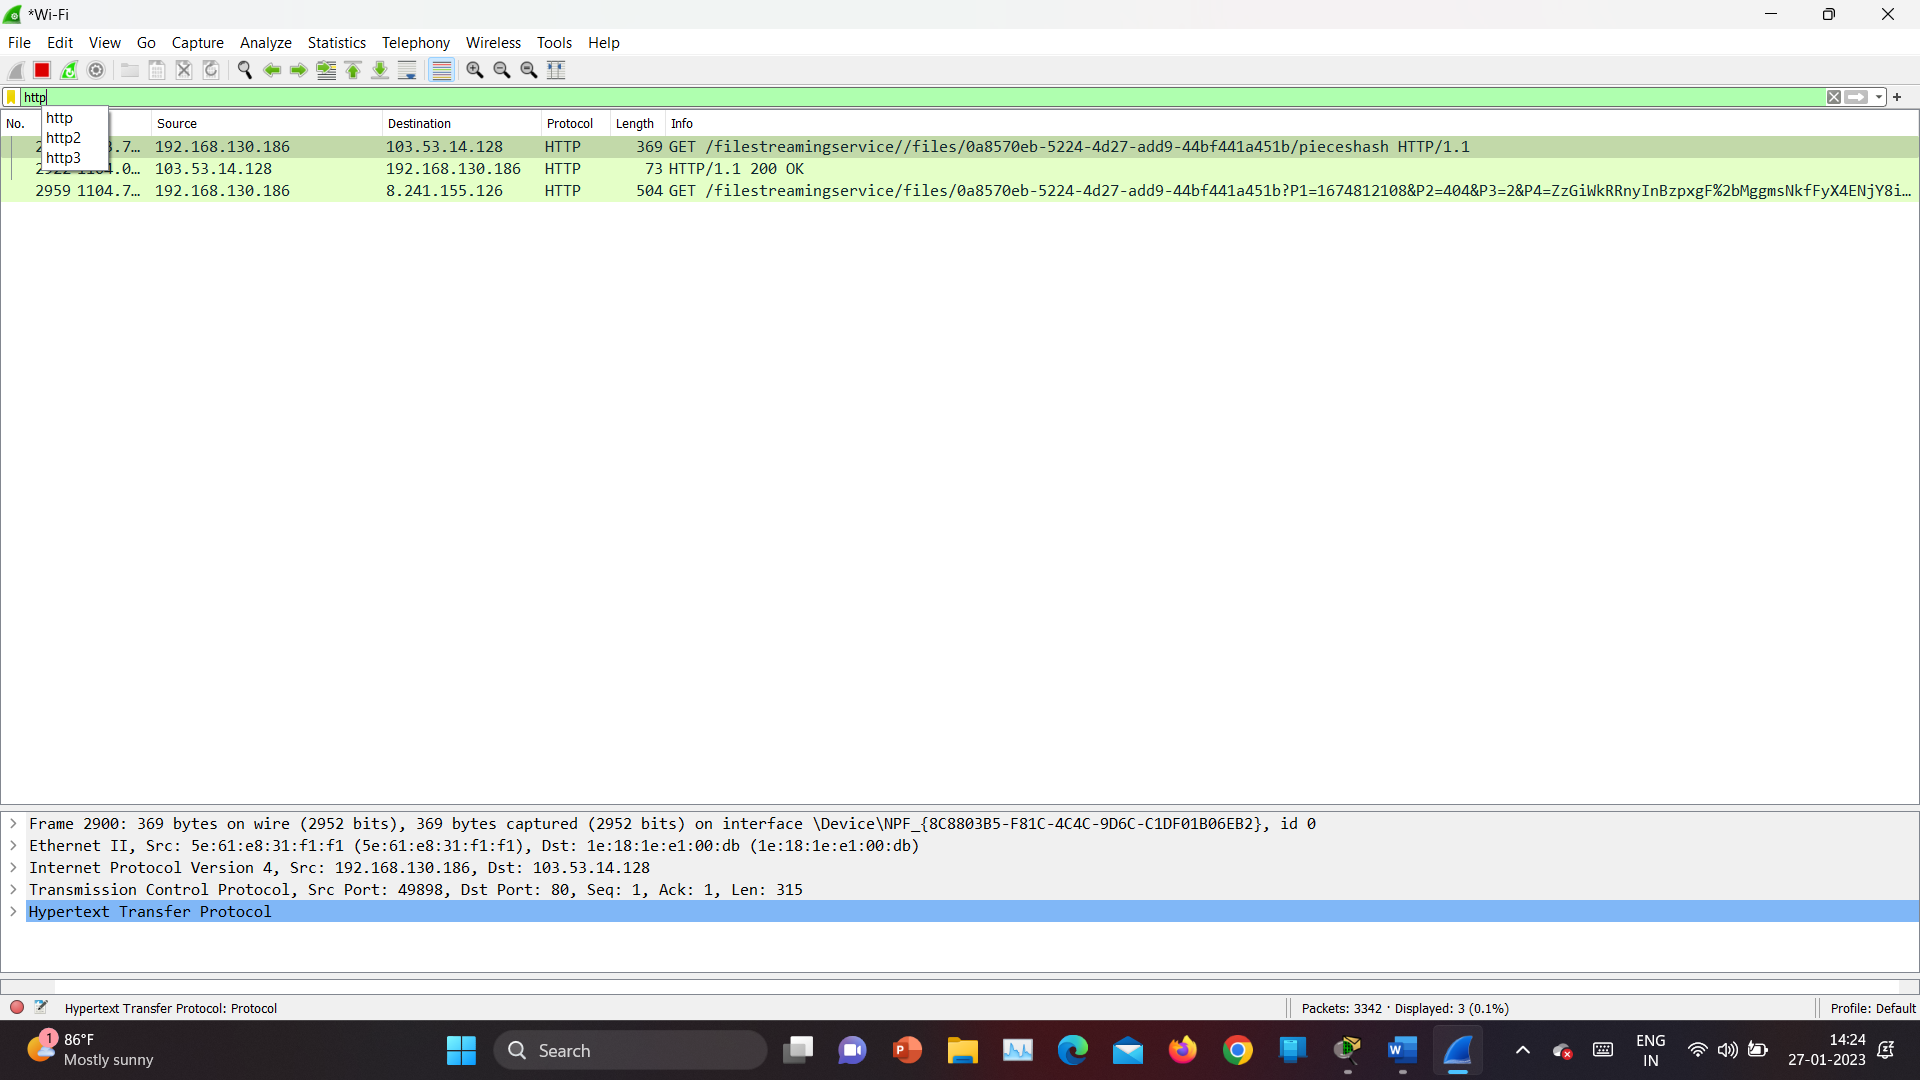 *Wi-Fi
File Edit View Go Capture Analyze Statistics Telephony Wireless Tools Help
http
http
http2
http3
No. Source Destination Protocol Length Info
192.168.130.186 103.53.14.128 HTTP 369 GET /filestreamingservice//files/0a8570eb-5224-4d27-add9-44bf441a451b/pieceshash HTTP/1.1
103.53.14.128 192.168.130.186 HTTP 73 HTTP/1.1 200 OK
2959 1104.7… 192.168.130.186 8.241.155.126 HTTP 504 GET /filestreamingservice/files/0a8570eb-5224-4d27-add9-44bf441a451b?P1=1674812108&P2=404&P3=2&P4=ZzGiWkRRnyInBzpxgF%2bMggmsNkfFyX4ENjY8i…
Frame 2900: 369 bytes on wire (2952 bits), 369 bytes captured (2952 bits) on interface \Device\NPF_{8C8803B5-F81C-4C4C-9D6C-C1DF01B06EB2}, id 0
Ethernet II, Src: 5e:61:e8:31:f1:f1 (5e:61:e8:31:f1:f1), Dst: 1e:18:1e:e1:00:db (1e:18:1e:e1:00:db)
Internet Protocol Version 4, Src: 192.168.130.186, Dst: 103.53.14.128
Transmission Control Protocol, Src Port: 49898, Dst Port: 80, Seq: 1, Ack: 1, Len: 315
Hypertext Transfer Protocol
Hypertext Transfer Protocol: Protocol Packets: 3342 · Displayed: 3 (0.1%) Profile: Default
1 86°F
Mostly sunny
Search
ENG
IN
14:24
27-01-2023